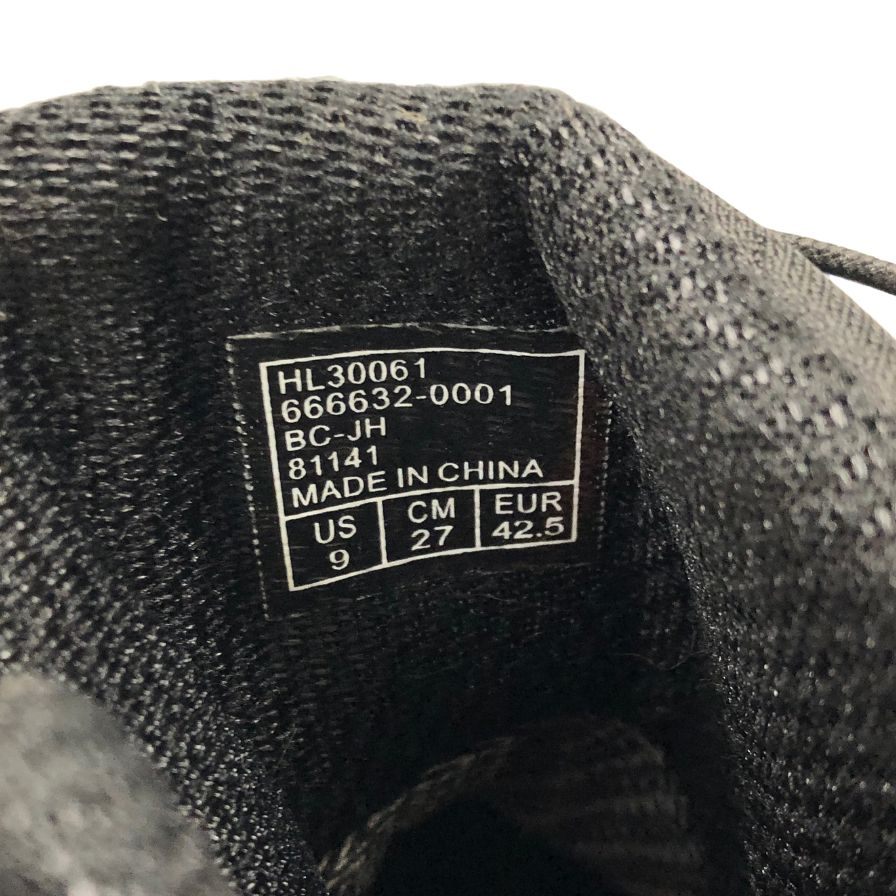 HL30061
666632-0001
BC-JH
81141
MADE IN CHINA
US CM EUR
9 27 42.5